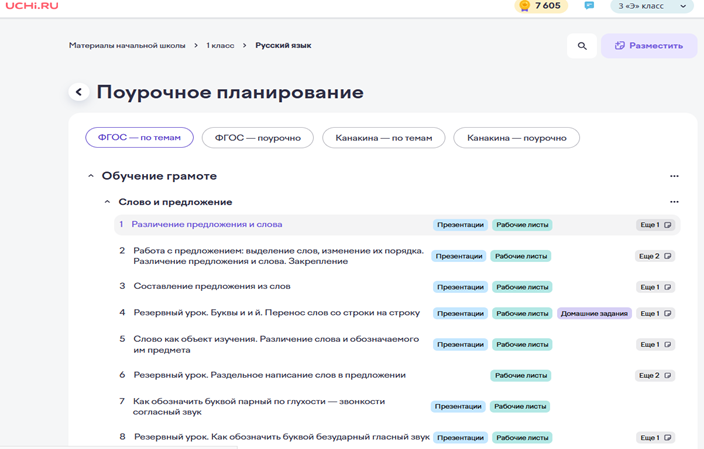 UCHi.RU
7 605
3 «Э» класс
Материалы начальной школы > 1 класс > Русский язык
Разместить
Поурочное планирование
ФГОС — по темам ФГОС — поурочно Канакина — по темам Канакина — поурочно
Обучение грамоте
Слово и предложение
1 Различение предложения и слова Презентации Рабочие листы Еще 1
2 Работа с предложением: выделение слов, изменение их порядка.
Различение предложения и слова. Закрепление Презентации Рабочие листы Еще 2
3 Составление предложения из слов Презентации Рабочие листы Еще 1
4 Резервный урок. Буквы и и й. Перенос слов со строки на строку Презентации Рабочие листы Домашние задания Еще 1
5 Слово как объект изучения. Различение слова и обозначаемого
им предмета Презентации Рабочие листы Еще 1
6 Резервный урок. Раздельное написание слов в предложении Рабочие листы Еще 2
7 Как обозначить буквой парный по глухости — звонкости
согласный звук Презентации Рабочие листы
8 Резервный урок. Как обозначить буквой безударный гласный звук Презентации Рабочие листы Еще 1